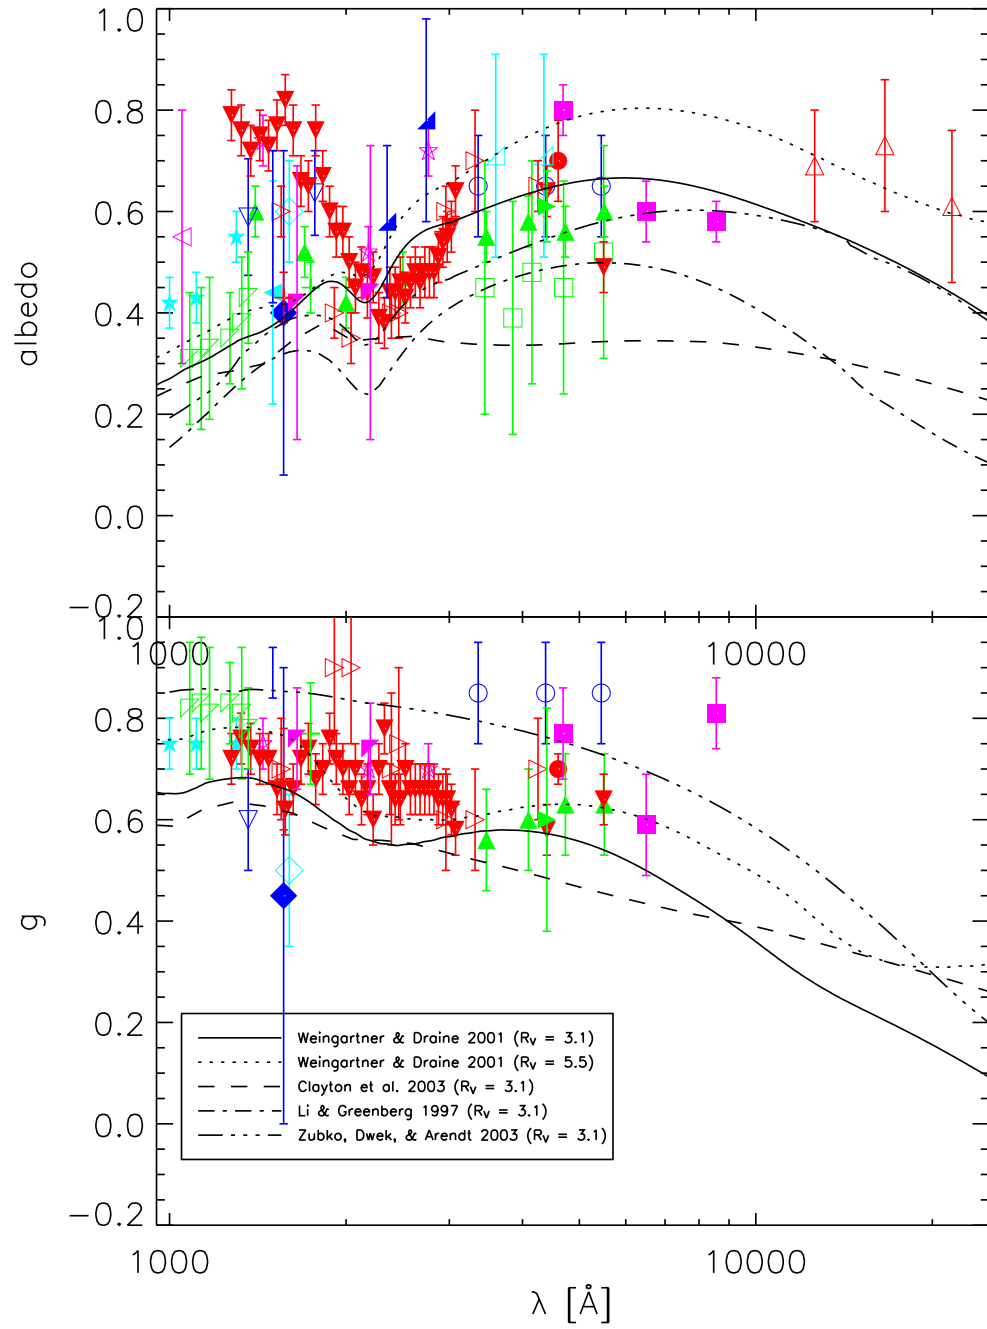 1.0
0.8
0.6
0.4
0.2
0.0
−0.2
albedo
1000
10000
1.0
0.8
0.6
0.4
0.2
0.0
−0.2
g
Weingartner & Draine 2001 (RV = 3.1)
Weingartner & Draine 2001 (RV = 5.5)
Clayton et al. 2003 (RV = 3.1)
Li & Greenberg 1997 (RV = 3.1)
Zubko, Dwek, & Arendt 2003 (RV = 3.1)
1000
10000
λ [Å]